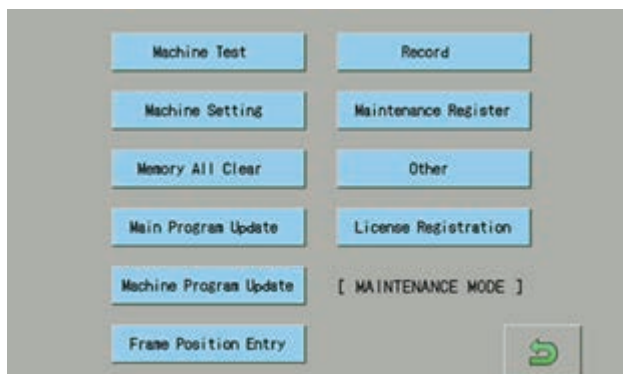 Machine Test
Record
Machine Setting
Maintenance Register
Memory All Clear
Other
Main Program Update
License Registration
Machine Program Update
[ MAINTENANCE MODE ]
Frame Position Entry